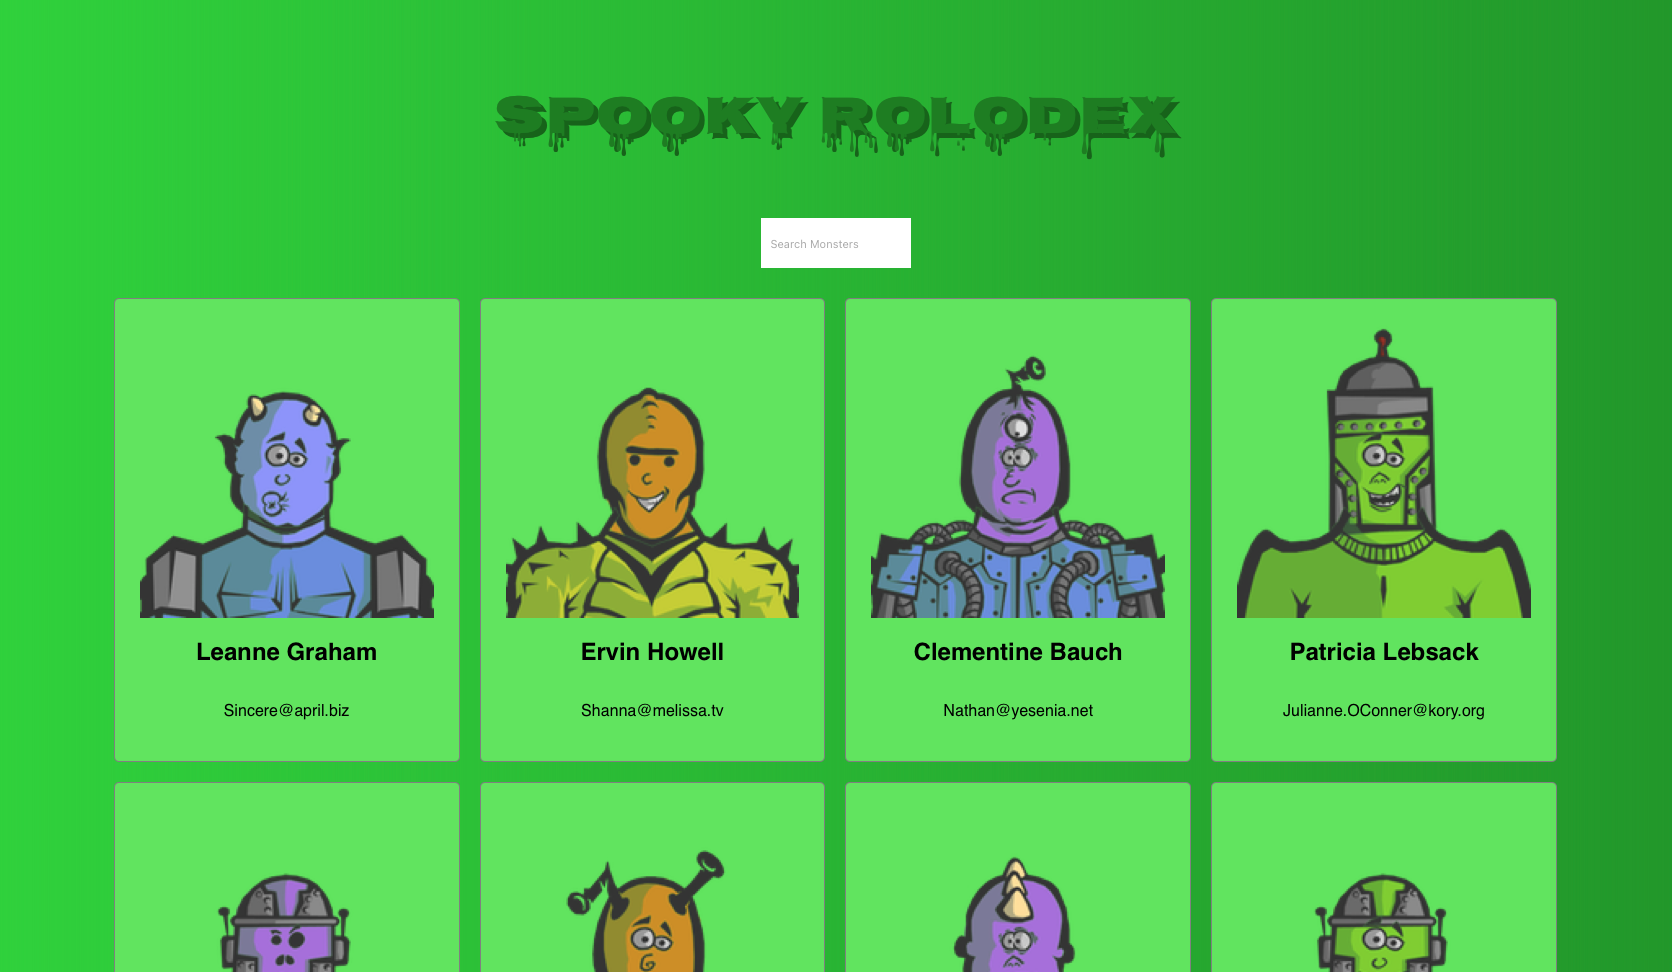 SPOOKY ROLODEX
Search Monsters
Leanne Graham
Ervin Howell
Clementine Bauch
Patricia Lebsack
Sincere@april.biz
Shanna@melissa.tv
Nathan@yesenia.net
Julianne.OConner@kory.org